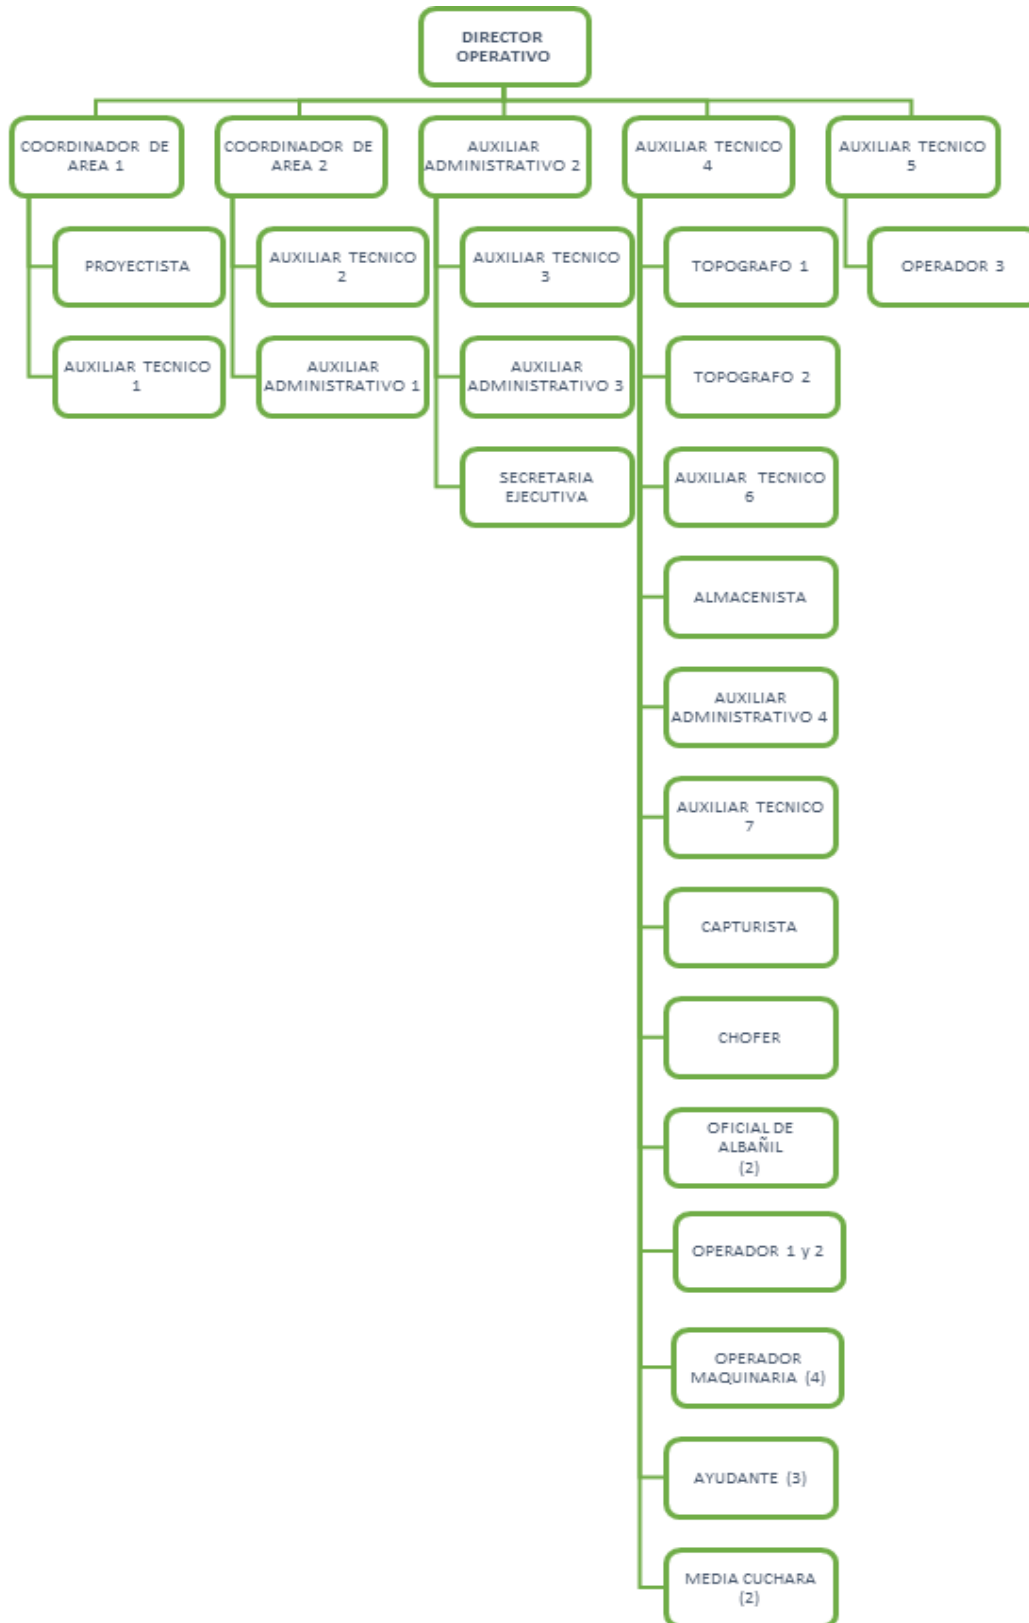 DIRECTOR
OPERATIVO
COORDINADOR DE
AREA 1
COORDINADOR DE
AREA 2
AUXILIAR
ADMINISTRATIVO 2
AUXILIAR TECNICO
4
AUXILIAR TECNICO
5
PROYECTISTA
AUXILIAR TECNICO
2
AUXILIAR TECNICO
3
TOPOGRAFO 1
OPERADOR 3
AUXILIAR TECNICO
1
AUXILIAR
ADMINISTRATIVO 1
AUXILIAR
ADMINISTRATIVO 3
TOPOGRAFO 2
SECRETARIA
EJECUTIVA
AUXILIAR TECNICO
6
ALMACENISTA
AUXILIAR
ADMINISTRATIVO 4
AUXILIAR TECNICO
7
CAPTURISTA
CHOFER
OFICIAL DE
ALBAÑIL
(2)
OPERADOR 1 y 2
OPERADOR
MAQUINARIA (4)
AYUDANTE (3)
MEDIA CUCHARA
(2)